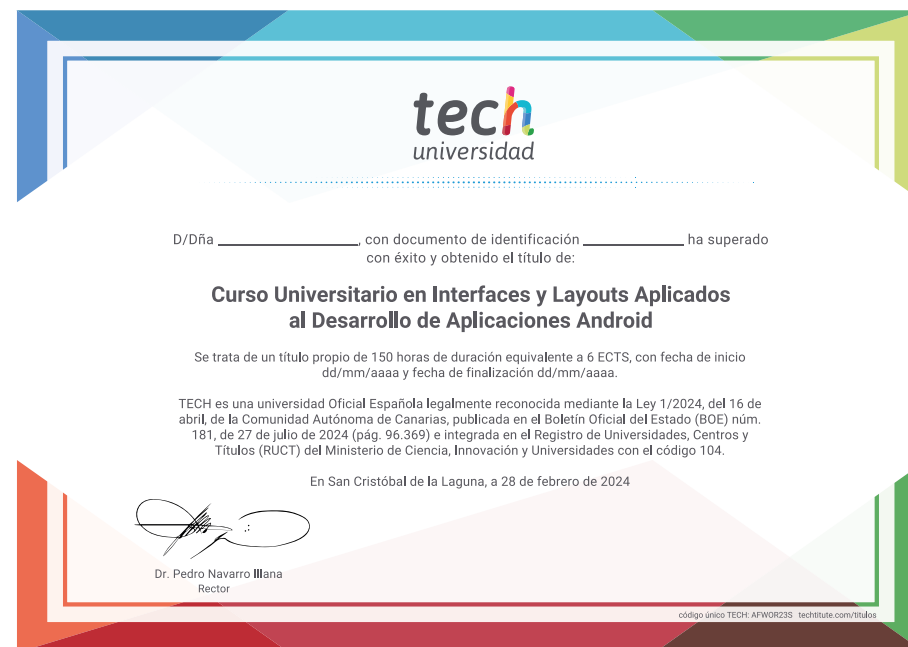 tech
universidad
D/Dña ____________________, con documento de identificación ______________ ha superado
con éxito y obtenido el título de:
Curso Universitario en Interfaces y Layouts Aplicados
al Desarrollo de Aplicaciones Android
Se trata de un título propio de 150 horas de duración equivalente a 6 ECTS, con fecha de inicio
dd/mm/aaaa y fecha de finalización dd/mm/aaaa.
TECH es una universidad Oficial Española legalmente reconocida mediante la Ley 1/2024, del 16 de
abril, de la Comunidad Autónoma de Canarias, publicada en el Boletín Oficial del Estado (BOE) núm.
181, de 27 de julio de 2024 (pág. 96.369) e integrada en el Registro de Universidades, Centros y
Títulos (RUCT) del Ministerio de Ciencia, Innovación y Universidades con el código 104.
En San Cristóbal de la Laguna, a 28 de febrero de 2024
Dr. Pedro Navarro Illana
Rector
código único TECH: AFWOR23S techtitute.com/titulos